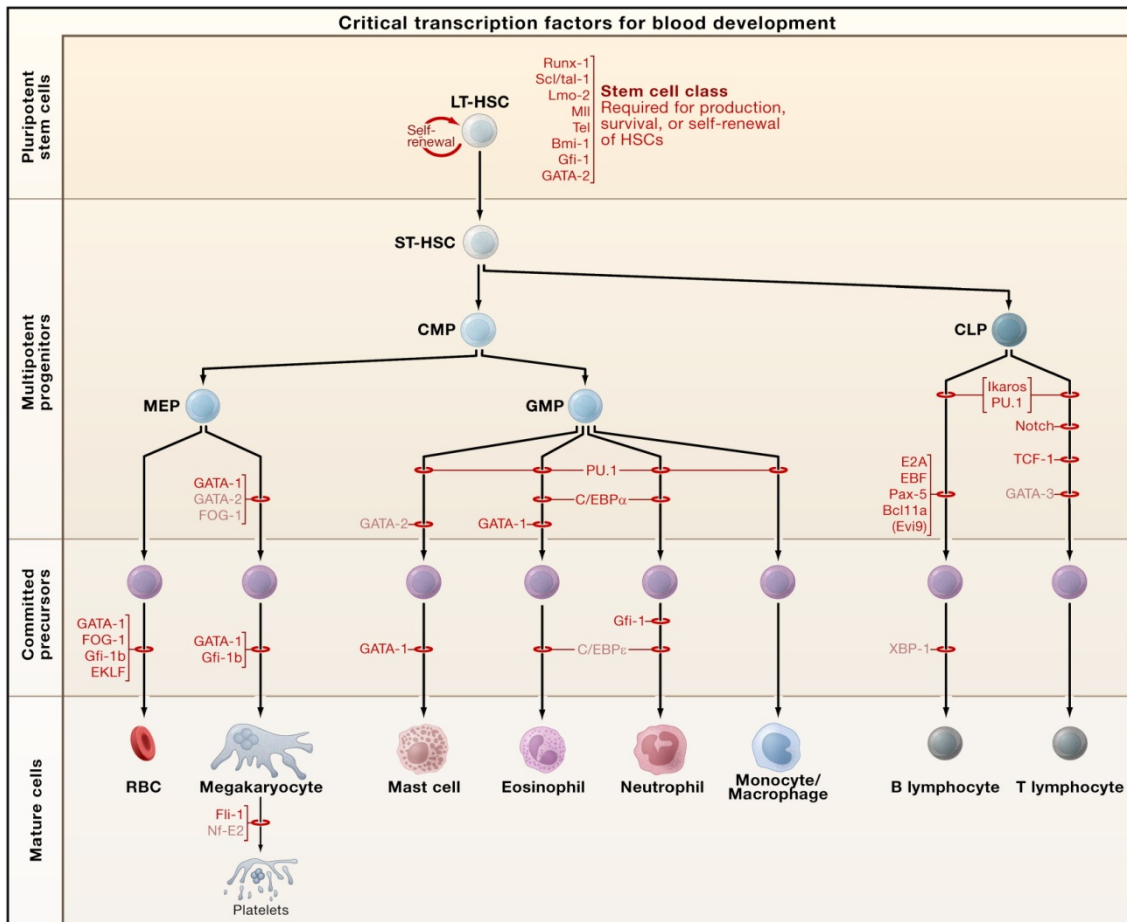 Critical transcription factors for blood development
Pluripotent
stem cells
LT-HSC
Self-
renewal
Runx-1
Scl/tal-1
Lmo-2
Mll
Tel
Bmi-1
Gfi-1
GATA-2
Stem cell class
Required for production,
survival, or self-renewal
of HSCs
Multipotent
progenitors
ST-HSC
CMP
CLP
MEP
GMP
GATA-1
GATA-2
FOG-1
PU.1
C/EBPα
GATA-2
GATA-1
Ikaros
PU.1
Notch
TCF-1
GATA-3
E2A
EBF
Pax-5
Bcl11a
(Evi9)
Committed
precursors
GATA-1
FOG-1
Gfi-1b
EKLF
GATA-1
Gfi-1b
GATA-1
Gfi-1
C/EBPε
XBP-1
Mature cells
RBC
Megakaryocyte
Mast cell
Eosinophil
Neutrophil
Monocyte/
Macrophage
B lymphocyte
T lymphocyte
Fli-1
Nf-E2
Platelets